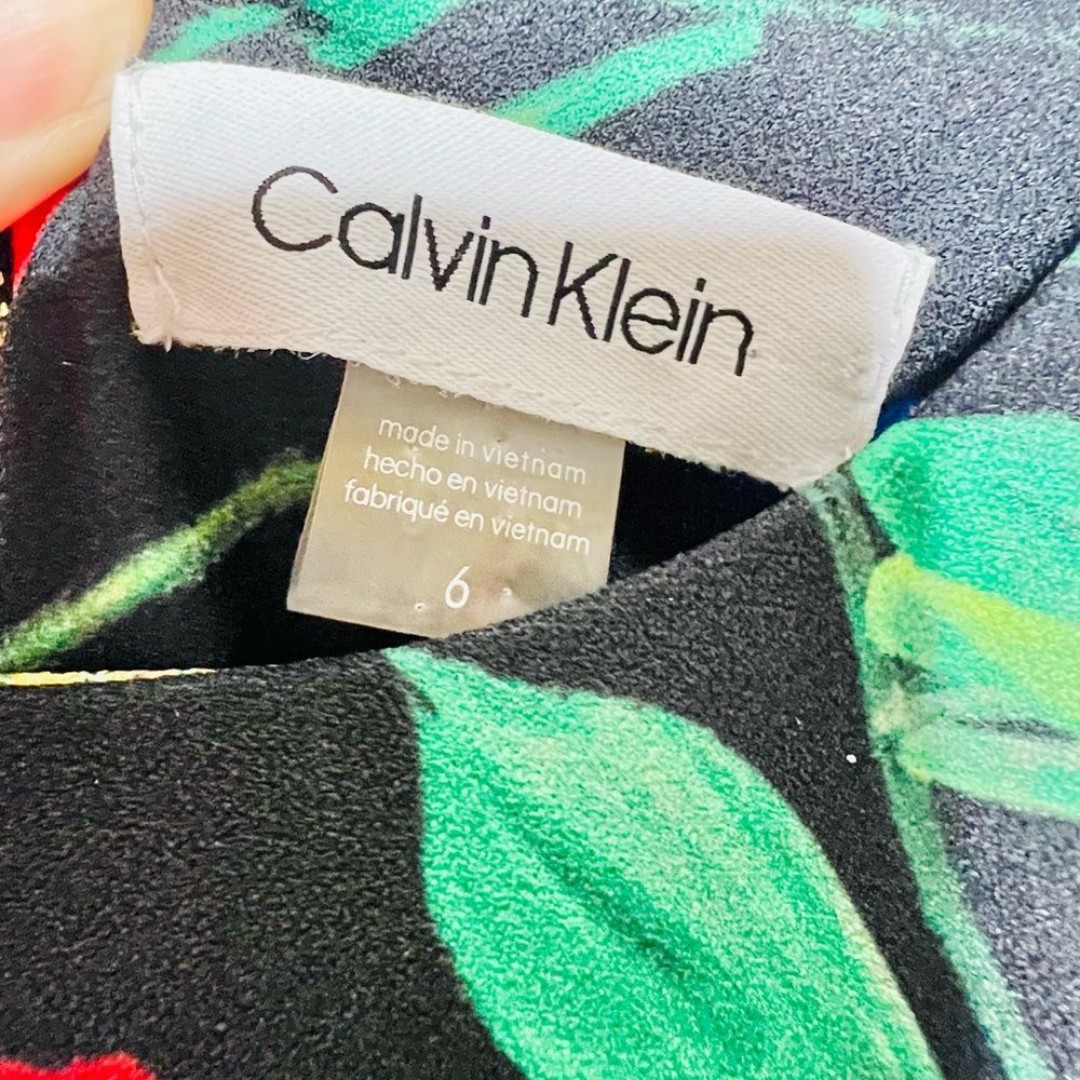 Calvin Klein
made in vietnam
hecho en vietnam
fabriqué en vietnam
6